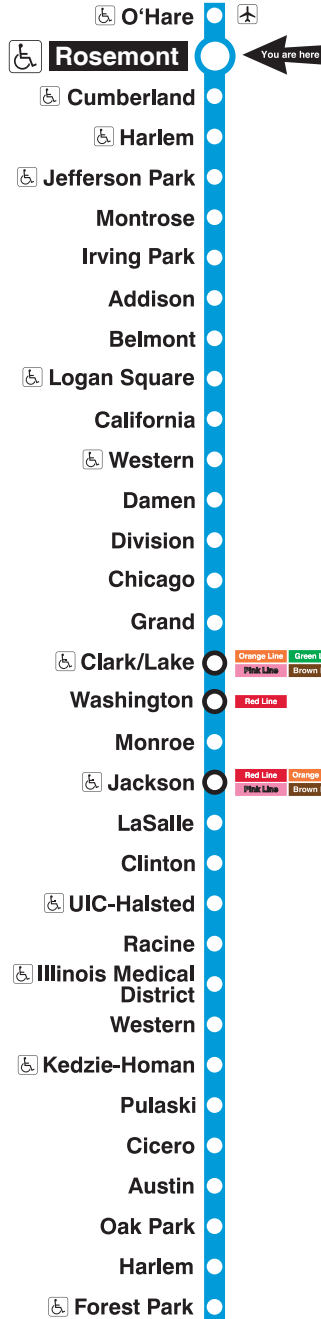 O'Hare
Rosemont
You are here
Cumberland
Harlem
Jefferson Park
Montrose
Irving Park
Addison
Belmont
Logan Square
California
Western
Damen
Division
Chicago
Grand
Clark/Lake
Orange Line Green
Pink Line Brown
Washington
Red Line
Monroe
Jackson
Red Line Orange
Pink Line Brown
LaSalle
Clinton
UIC-Halsted
Racine
Illinois Medical
District
Western
Kedzie-Homan
Pulaski
Cicero
Austin
Oak Park
Harlem
Forest Park